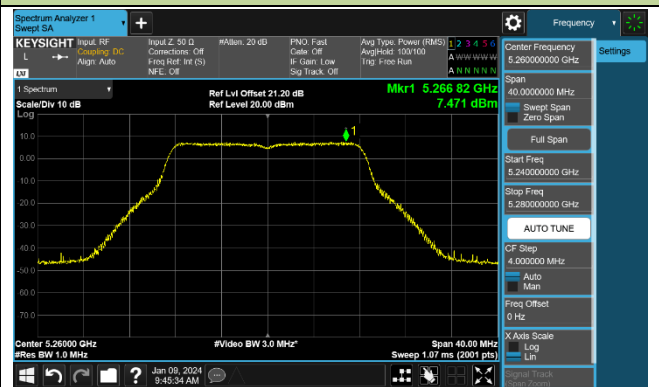 Spectrum Analyzer 1
Swept SA
Frequency
KEYSIGHT Input: RF
Coupling: DC
Align: Auto
L
LXI
Input Z: 50 Ω
Corrections: Off
Freq Ref: Int (S)
NFE: Off
#Atten: 20 dB
PNO: Fast
Gate: Off
IF Gain: Low
Sig Track: Off
Avg Type: Power (RMS)
Avg|Hold: 100/100
Trig: Free Run
1 2 3 4 5 6
A W W W W W
A N N N N N
1 Spectrum
Scale/Div 10 dB
Log
Ref Lvl Offset 21.20 dB
Ref Level 20.00 dBm
Mkr1 5.266 82 GHz
7.471 dBm
1
10.0
0.00
-10.0
-20.0
-30.0
-40.0
-50.0
-60.0
-70.0
Center 5.26000 GHz
#Res BW 1.0 MHz
#Video BW 3.0 MHz*
Span 40.00 MHz
Sweep 1.07 ms (2001 pts)
Jan 09, 2024
9:45:34 AM
Center Frequency
5.260000000 GHz
Span
40.0000000 MHz
Swept Span
Zero Span
Full Span
Start Freq
5.240000000 GHz
Stop Freq
5.280000000 GHz
AUTO TUNE
CF Step
4.000000 MHz
Auto
Man
Freq Offset
0 Hz
X Axis Scale
Log
Lin
Signal Track
(Span Zoom)
Settings